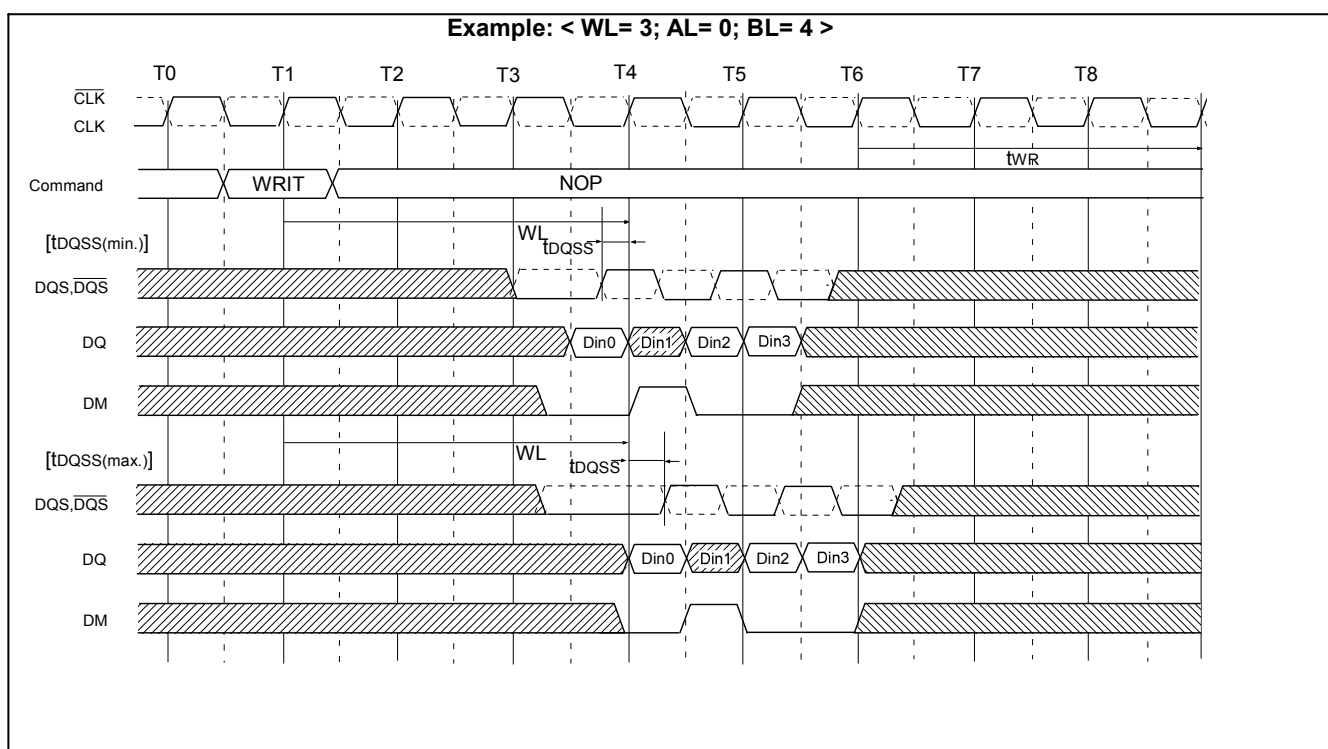 Example: < WL= 3; AL= 0; BL= 4 >
T0 T1 T2 T3 T4 T5 T6 T7 T8
CLK
CLK
tWR
Command WRIT NOP
WL
[tDQSS(min.)] tDQSS
DQS,DQS
DQ Din0 Din1 Din2 Din3
DM
WL
[tDQSS(max.)] tDQSS
DQS,DQS
DQ Din0 Din1 Din2 Din3
DM